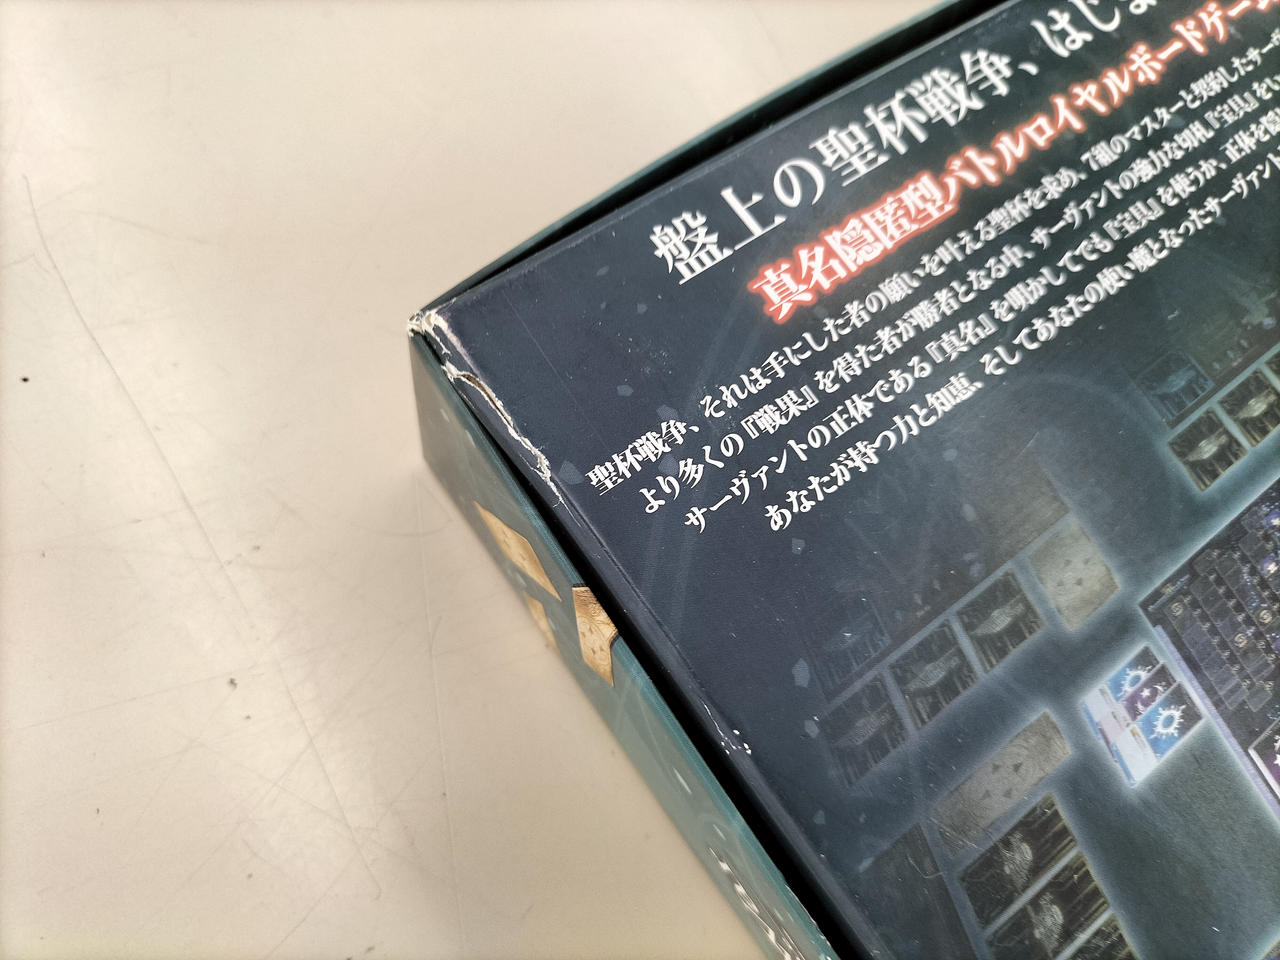 盤上の聖杯戦争、はじ
真名隠匿型バトルロイヤルボードゲーム
聖杯戦争、それは手にした者の願いを叶える聖杯を求め、7組のマスターと契約したサーヴ
より多くの『戦果』を得た者が勝者となる中、サーヴァントの強力な切札『宝具』をい
サーヴァントの正体である『真名』を明かしてでも『宝具』を使うか、正体を隠
あなたが持つ力と知恵、そしてあなたの使い魔となったサーヴァント